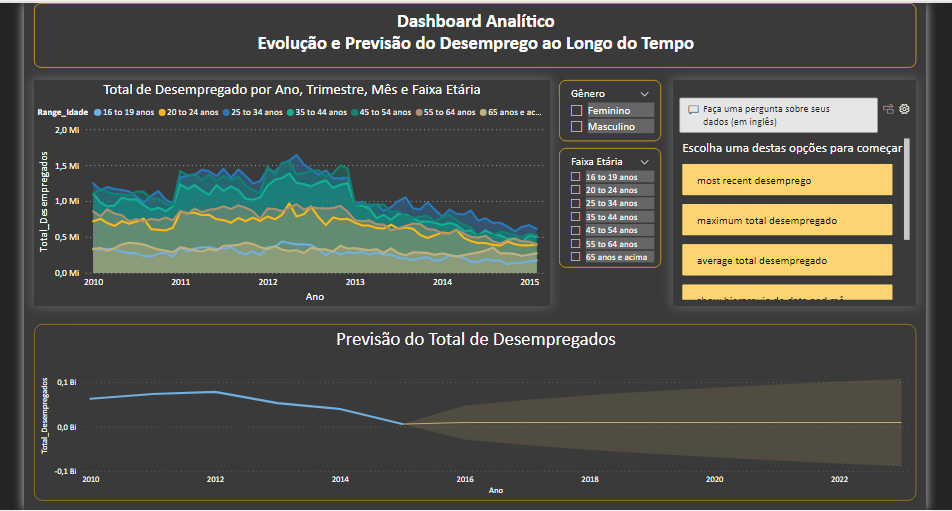 Dashboard Analítico
Evolução e Previsão do Desemprego ao Longo do Tempo
Total de Desempregado por Ano, Trimestre, Mês e Faixa Etária
Range_Idade 16 to 19 anos 20 to 24 anos 25 to 34 anos 35 to 44 anos 45 to 54 anos 55 to 64 anos 65 anos e ac...
Total_Desempregados
2,0 Mi
1,5 Mi
1,0 Mi
0,5 Mi
0,0 Mi
2010 2011 2012 2013 2014 2015
Ano
Gênero
Feminino
Masculino
Faixa Etária
16 to 19 anos
20 to 24 anos
25 to 34 anos
35 to 44 anos
45 to 54 anos
55 to 64 anos
65 anos e acima
Faça uma pergunta sobre seus
dados (em inglês)
Escolha uma destas opções para começar
most recent desemprego
maximum total desempregado
average total desempregado
Previsão do Total de Desempregados
Total_Desempregados
0,1 Bi
0,0 Bi
-0,1 Bi
2010 2012 2014 2016 2018 2020 2022
Ano